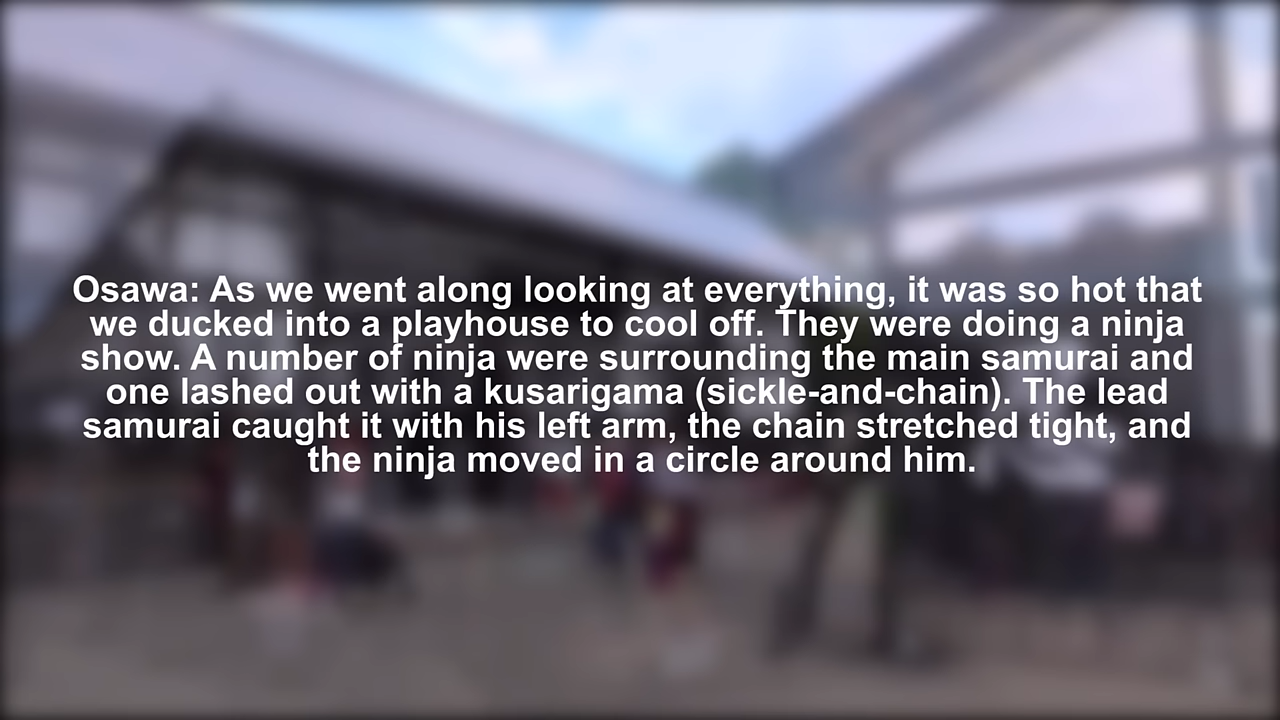 Osawa: As we went along looking at everything, it was so hot that
we ducked into a playhouse to cool off. They were doing a ninja
show. A number of ninja were surrounding the main samurai and
one lashed out with a kusarigama (sickle-and-chain). The lead
samurai caught it with his left arm, the chain stretched tight, and
the ninja moved in a circle around him.